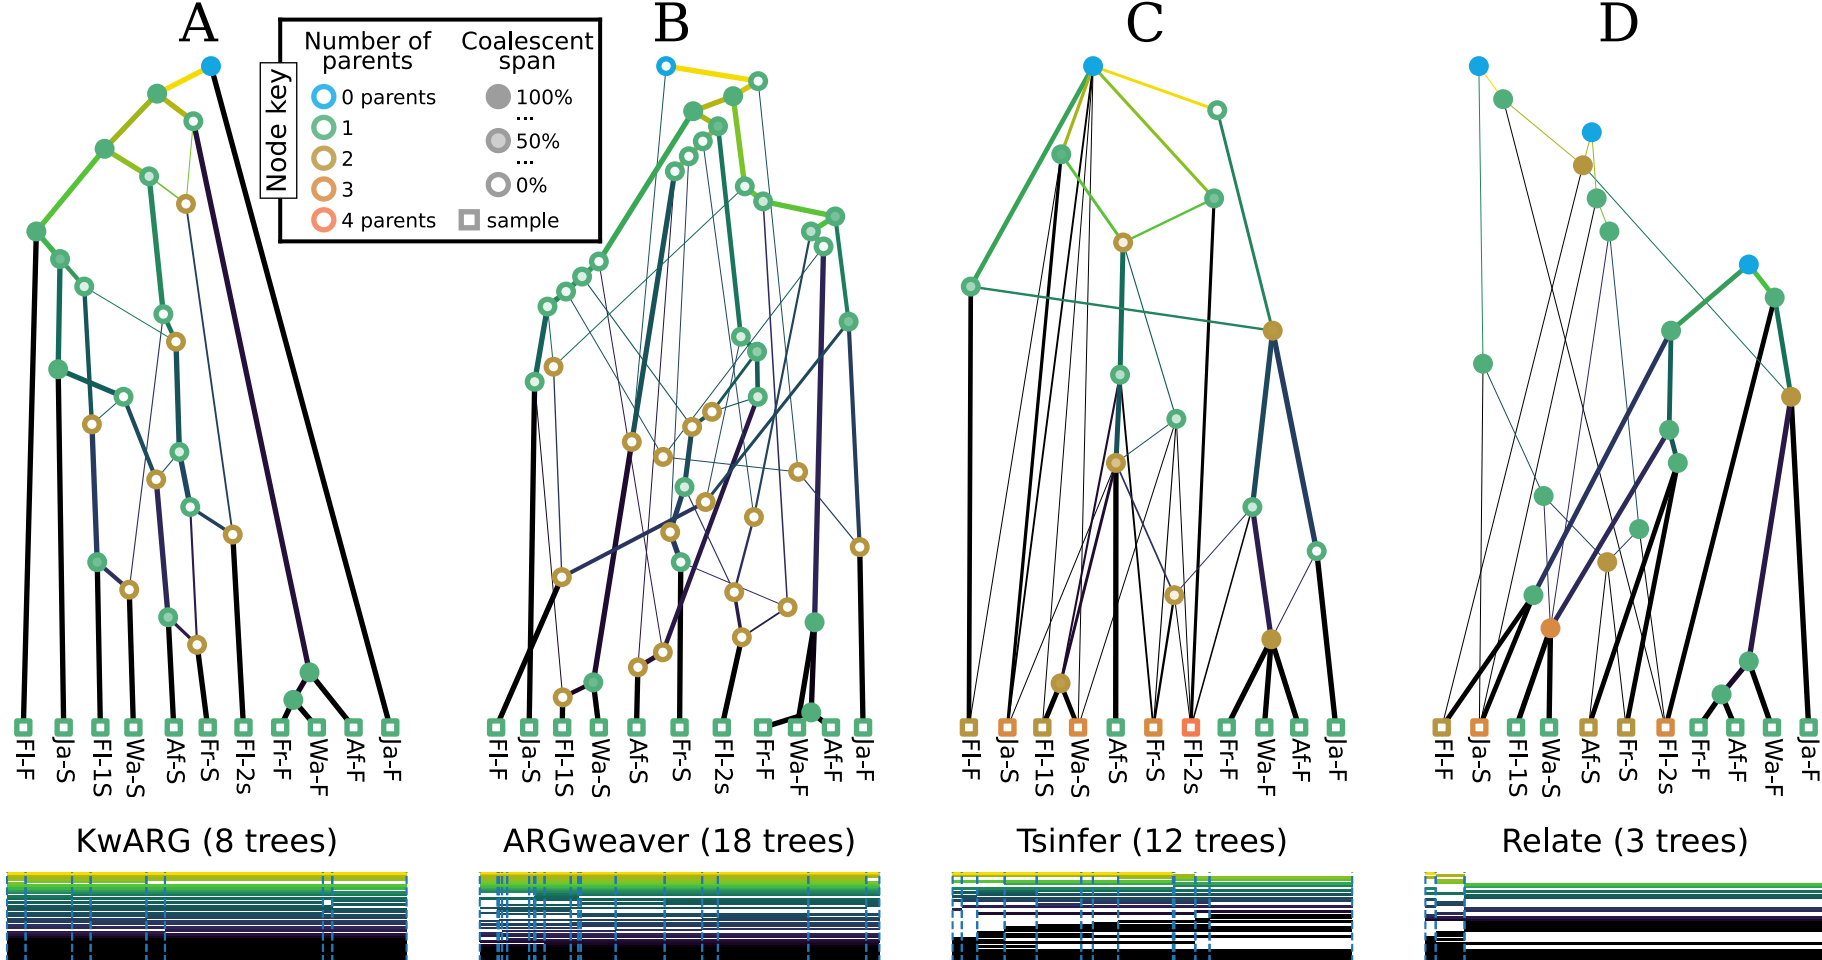 A
B
C
D
Node key
Number of
parents
Coalescent
span
0 parents
1
2
3
4 parents
100%
...
50%
...
0%
sample
Fl-F
Ja-S
Fl-1S
Wa-S
Af-S
Fr-S
Fl-2s
Fr-F
Wa-F
Af-F
Ja-F
Fl-F
Ja-S
Fl-1S
Wa-S
Af-S
Fr-S
Fl-2s
Fr-F
Wa-F
Af-F
Ja-F
Fl-F
Ja-S
Fl-1S
Wa-S
Af-S
Fr-S
Fl-2s
Fr-F
Wa-F
Af-F
Ja-F
Fl-F
Ja-S
Fl-1S
Wa-S
Af-S
Fr-S
Fl-2s
Fr-F
Af-F
Wa-F
Ja-F
KwARG (8 trees)
ARGweaver (18 trees)
Tsinfer (12 trees)
Relate (3 trees)